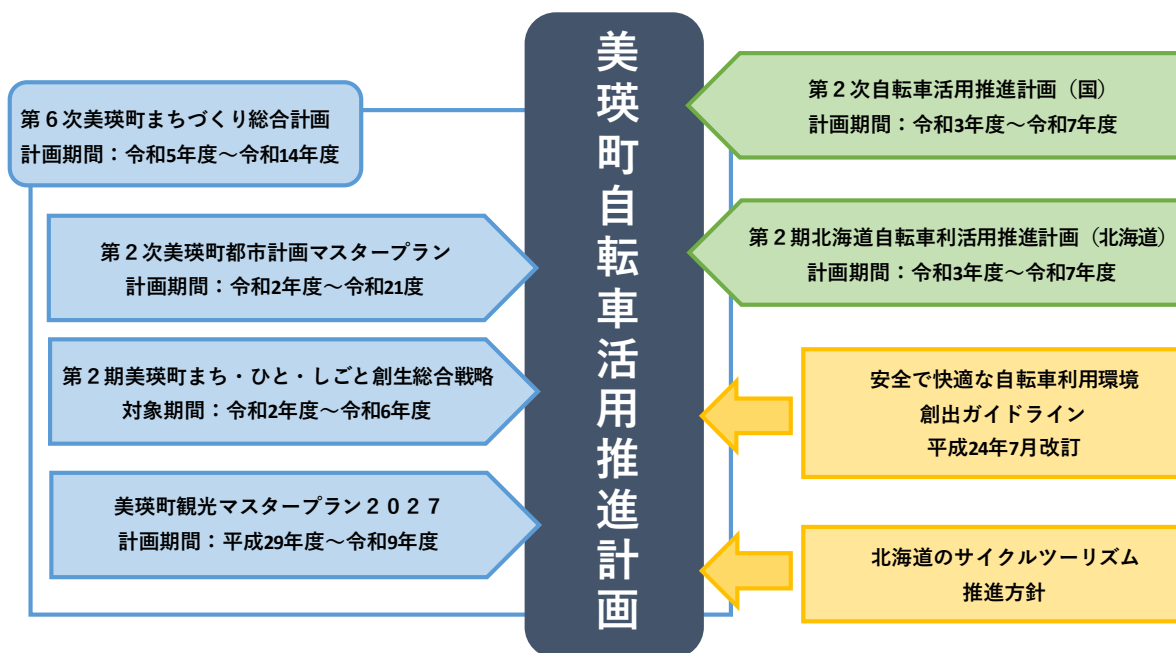 美瑛町自転車活用推進計画
第６次美瑛町まちづくり総合計画
計画期間：令和5年度～令和14年度
第２次美瑛町都市計画マスタープラン
計画期間：令和2年度～令和21度
第２期美瑛町まち・ひと・しごと創生総合戦略
対象期間：令和2年度～令和6年度
美瑛町観光マスタープラン２０２７
計画期間：平成29年度～令和9年度
第２次自転車活用推進計画（国）
計画期間：令和3年度～令和7年度
第２期北海道自転車利活用推進計画（北海道）
計画期間：令和3年度～令和7年度
安全で快適な自転車利用環境
創出ガイドライン
平成24年7月改訂
北海道のサイクルツーリズム
推進方針